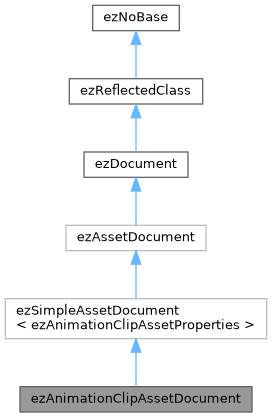 ezNoBase
ezReflectedClass
ezDocument
ezAssetDocument
ezSimpleAssetDocument
< ezAnimationClipAssetProperties >
ezAnimationClipAssetDocument